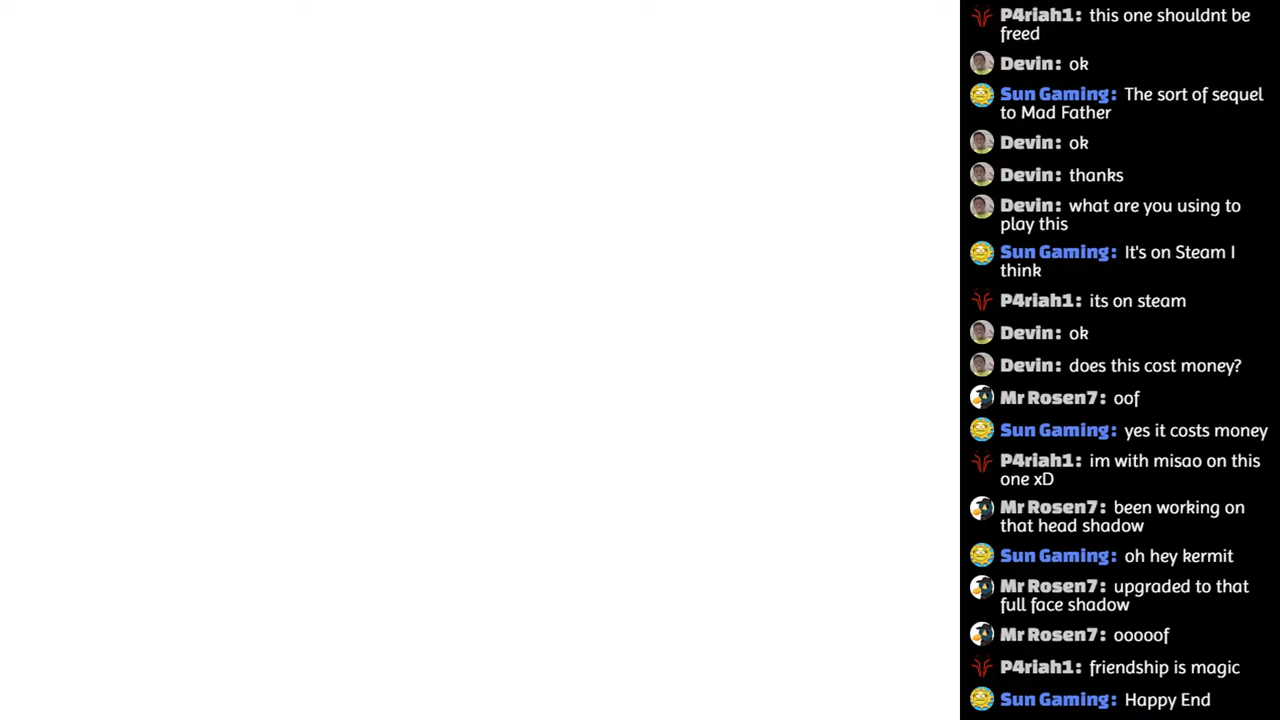 P4riah1: this one shouldnt be
freed
Devin: ok
Sun Gaming: The sort of sequel
to Mad Father
Devin: ok
Devin: thanks
Devin: what are you using to
play this
Sun Gaming: It's on Steam I
think
P4riah1: its on steam
Devin: ok
Devin: does this cost money?
Mr Rosen7: oof
Sun Gaming: yes it costs money
P4riah1: im with misao on this
one xD
Mr Rosen7: been working on
that head shadow
Sun Gaming: oh hey kermit
Mr Rosen7: upgraded to that
full face shadow
Mr Rosen7: ooooof
P4riah1: friendship is magic
Sun Gaming: Happy End